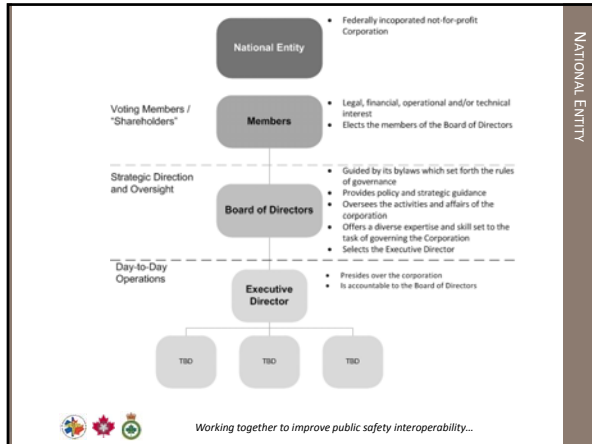 • Federally incoporated not-for-profit
Corporation
National Entity
NATIONAL ENTITY
Voting Members /
"Shareholders"
Members
• Legal, financial, operational and/or technical
interest
• Elects the members of the Board of Directors
Strategic Direction
and Oversight
Board of Directors
• Guided by its bylaws which set forth the rules
of governance
• Provides policy and strategic guidance
• Oversees the activities and affairs of the
corporation
• Offers a diverse expertise and skill set to the
task of governing the Corporation
• Selects the Executive Director
Day-to-Day
Operations
Executive
Director
• Presides over the corporation
• Is accountable to the Board of Directors
TBD
TBD
TBD
Working together to improve public safety interoperability…